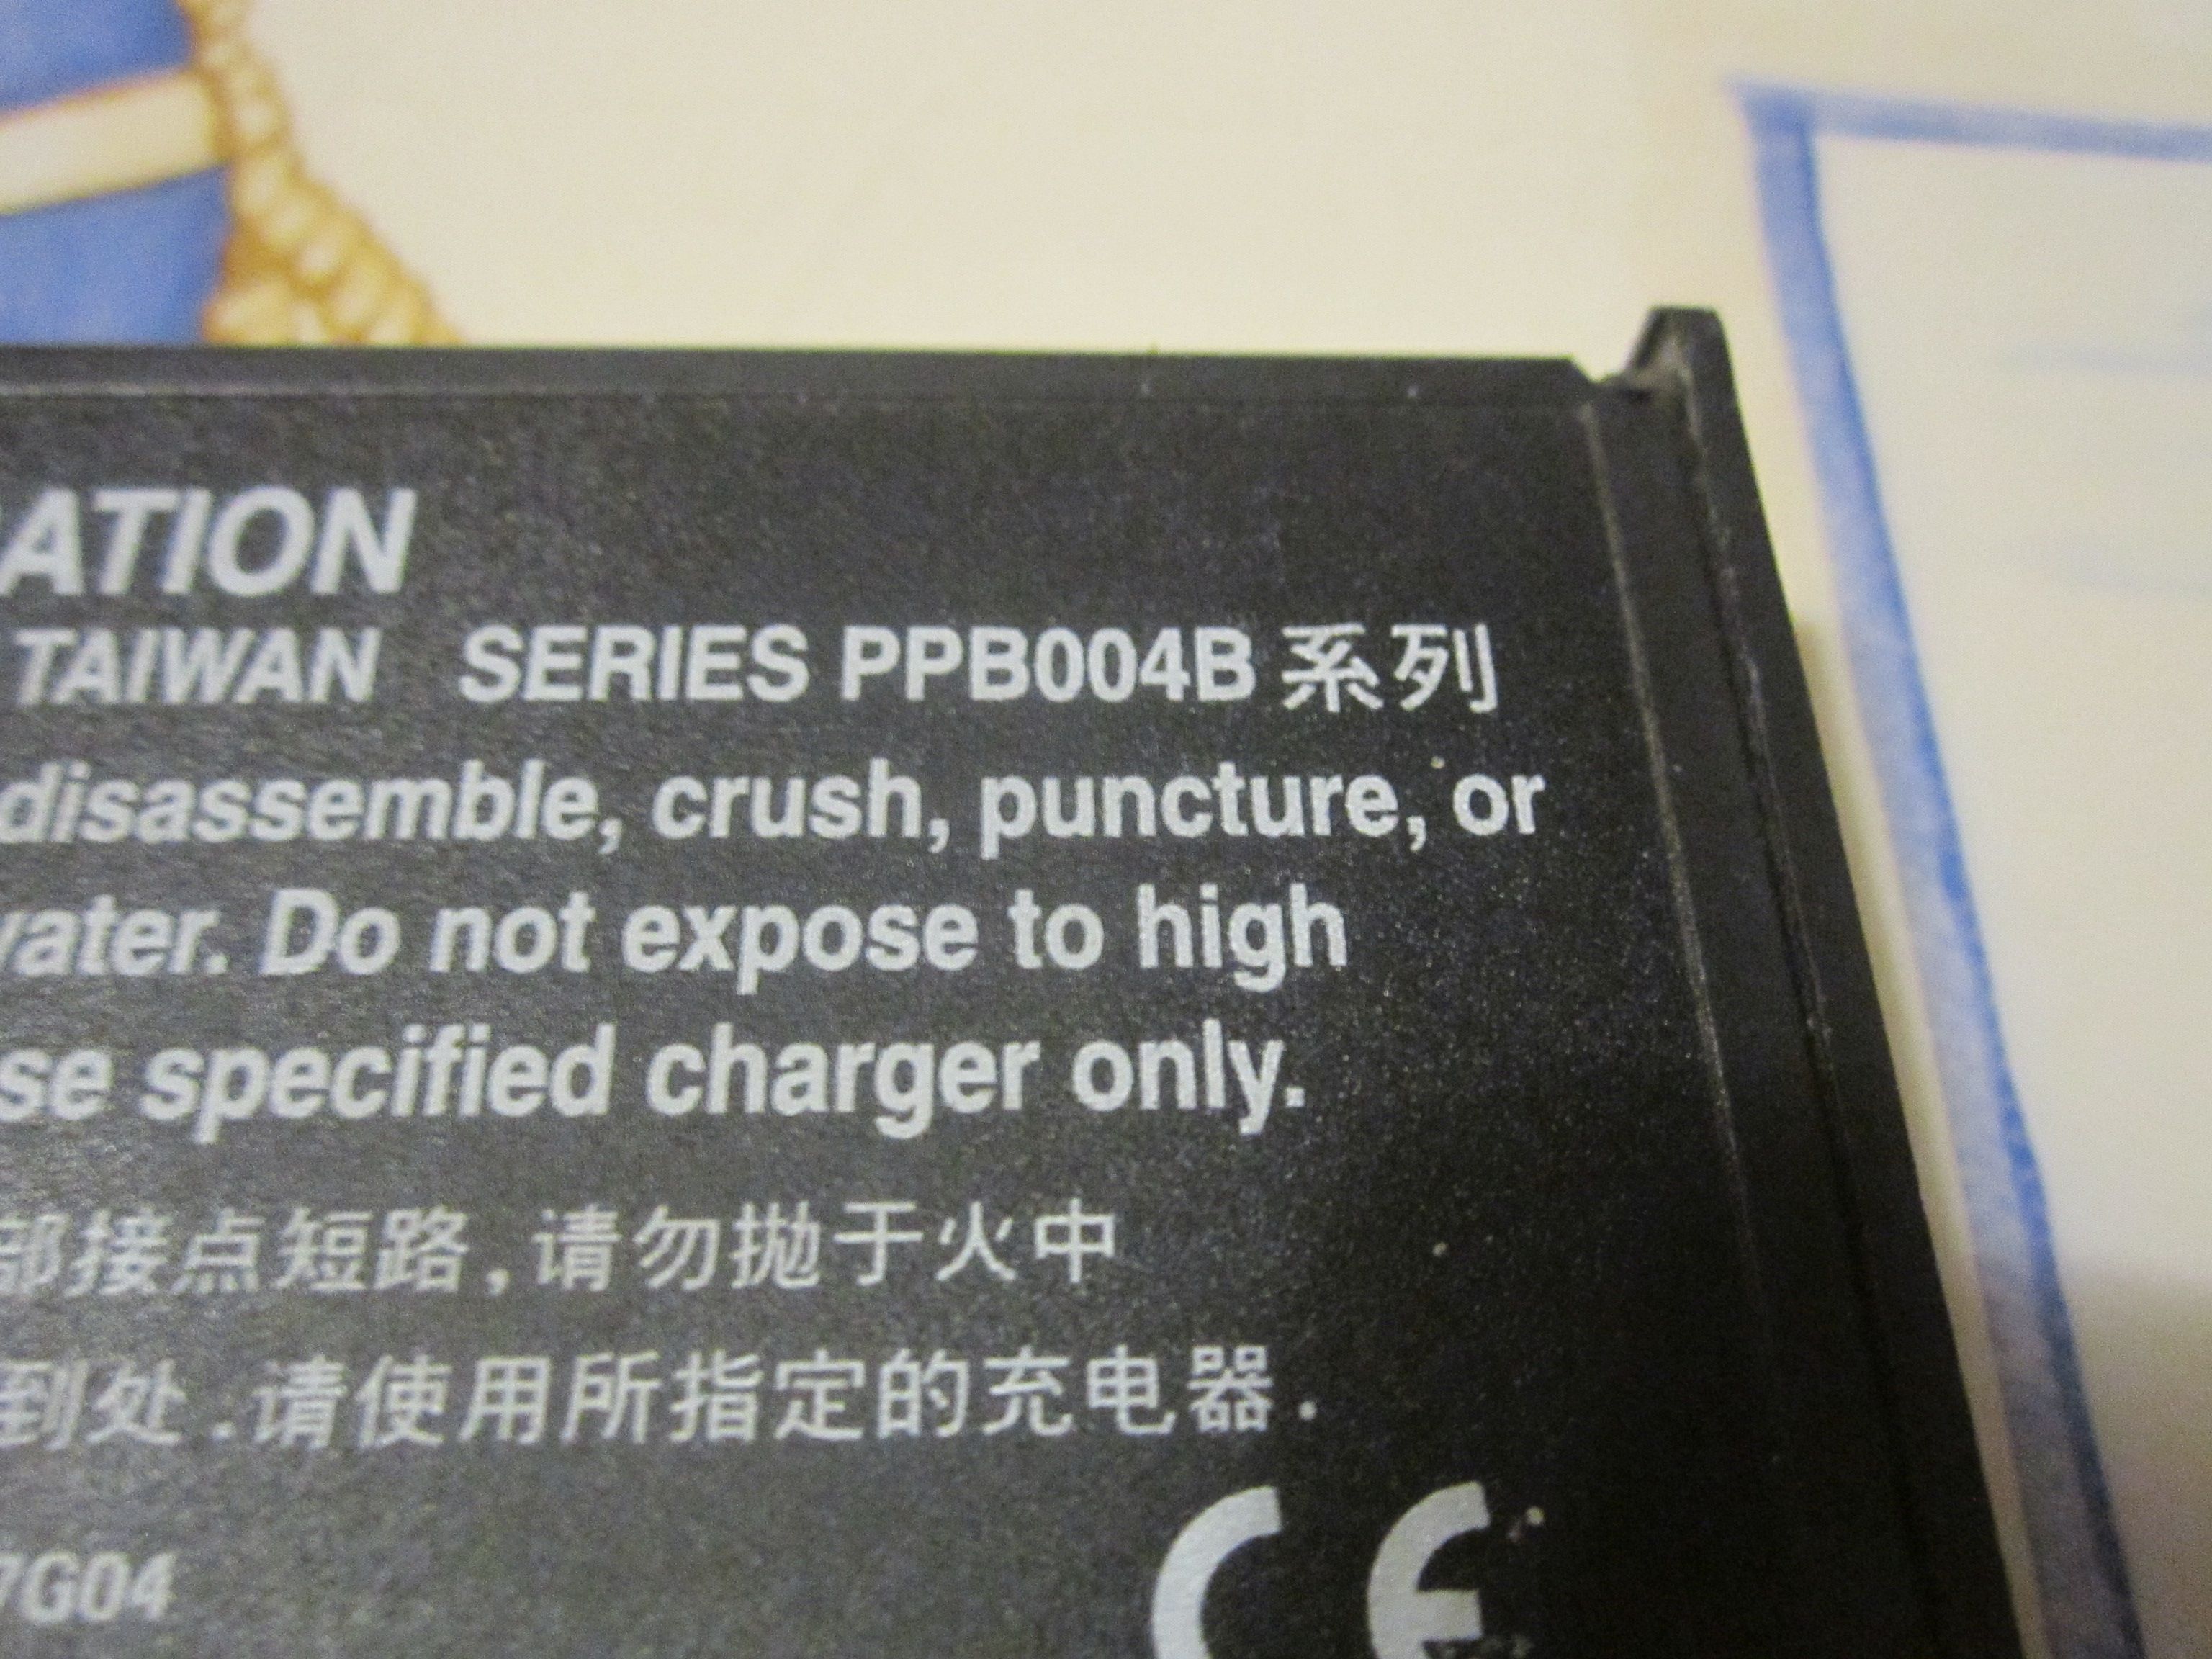 ATION
TAIWAN SERIES PPB004B 系列
disassemble, crush, puncture, or
water. Do not expose to high
se specified charger only.
部接点短路,请勿抛于火中
到处.请使用所指定的充电器.
7G04
CE